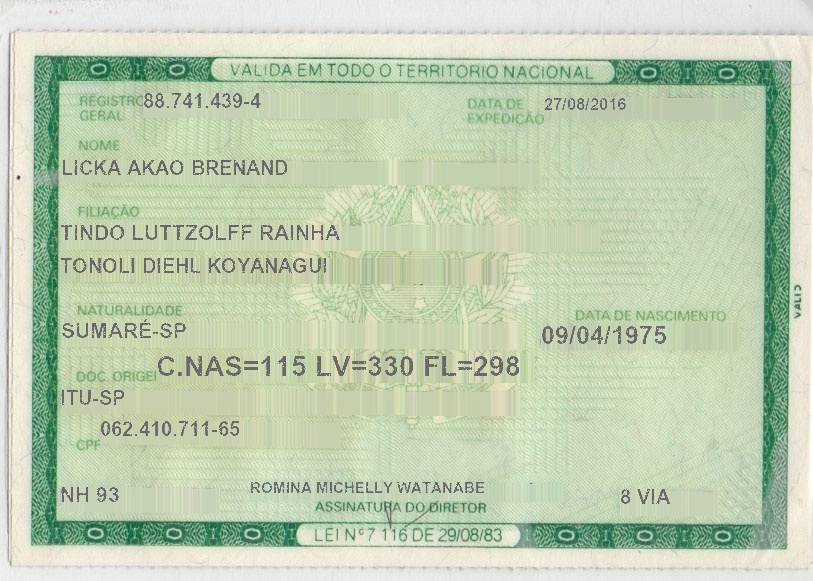 VALIDA EM TODO O TERRITORIO NACIONAL
REGISTRO GERAL 88.741.439-4 DATA DE EXPEDIÇÃO 27/08/2016
NOME
LICKA AKAO BRENAND
FILIAÇÃO
TINDO LUTTZOLFF RAINHA
TONOLI DIEHL KOYANAGUI
NATURALIDADE DATA DE NASCIMENTO
SUMARÉ-SP 09/04/1975
DOC. ORIGEI C.NAS=115 LV=330 FL=298
ITU-SP
062.410.711-65
CPF
NH 93 ROMINA MICHELLY WATANABE 8 VIA
ASSINATURA DO DIRETOR
LEI Nº 7 116 DE 29/08/83
VALID